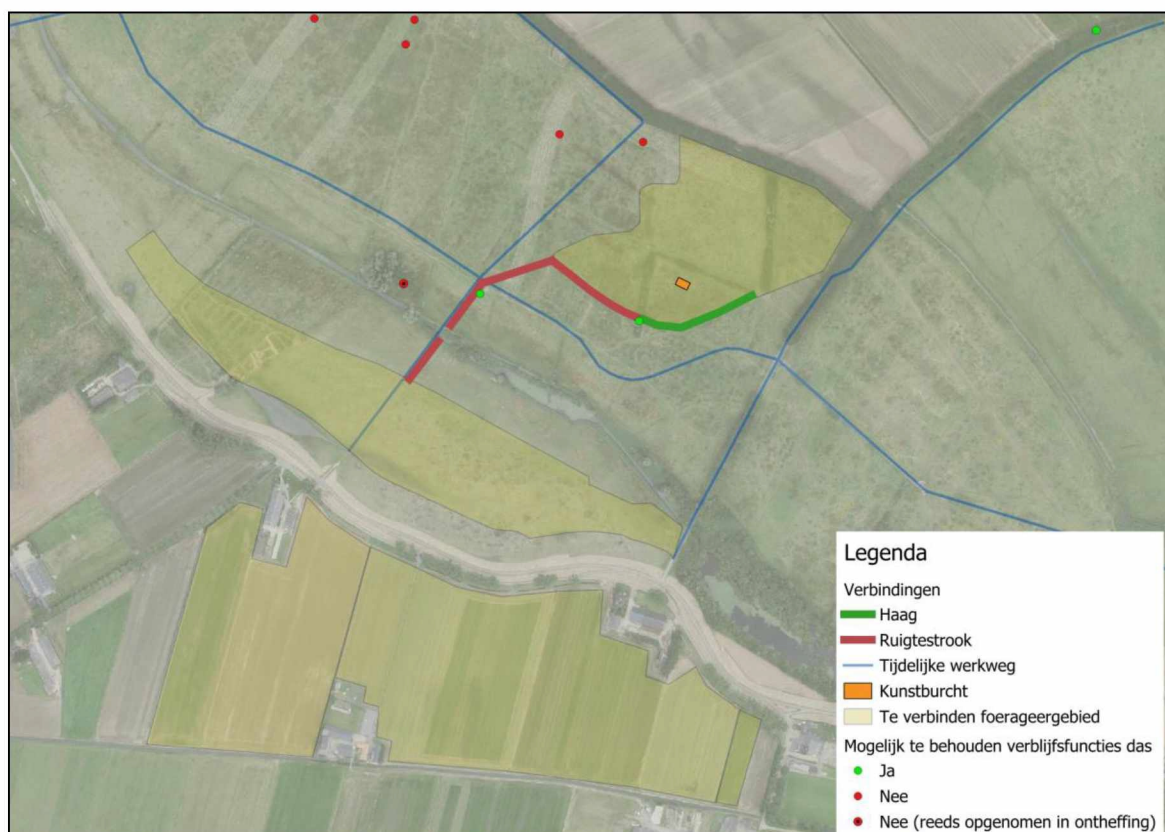 Legenda
Verbindingen
Haag
Ruigtestrook
Tijdelijke werkweg
Kunstburcht
Te verbinden foerageergebied
Mogelijk te behouden verblijfsfuncties das
Ja
Nee
Nee (reeds opgenomen in ontheffing)